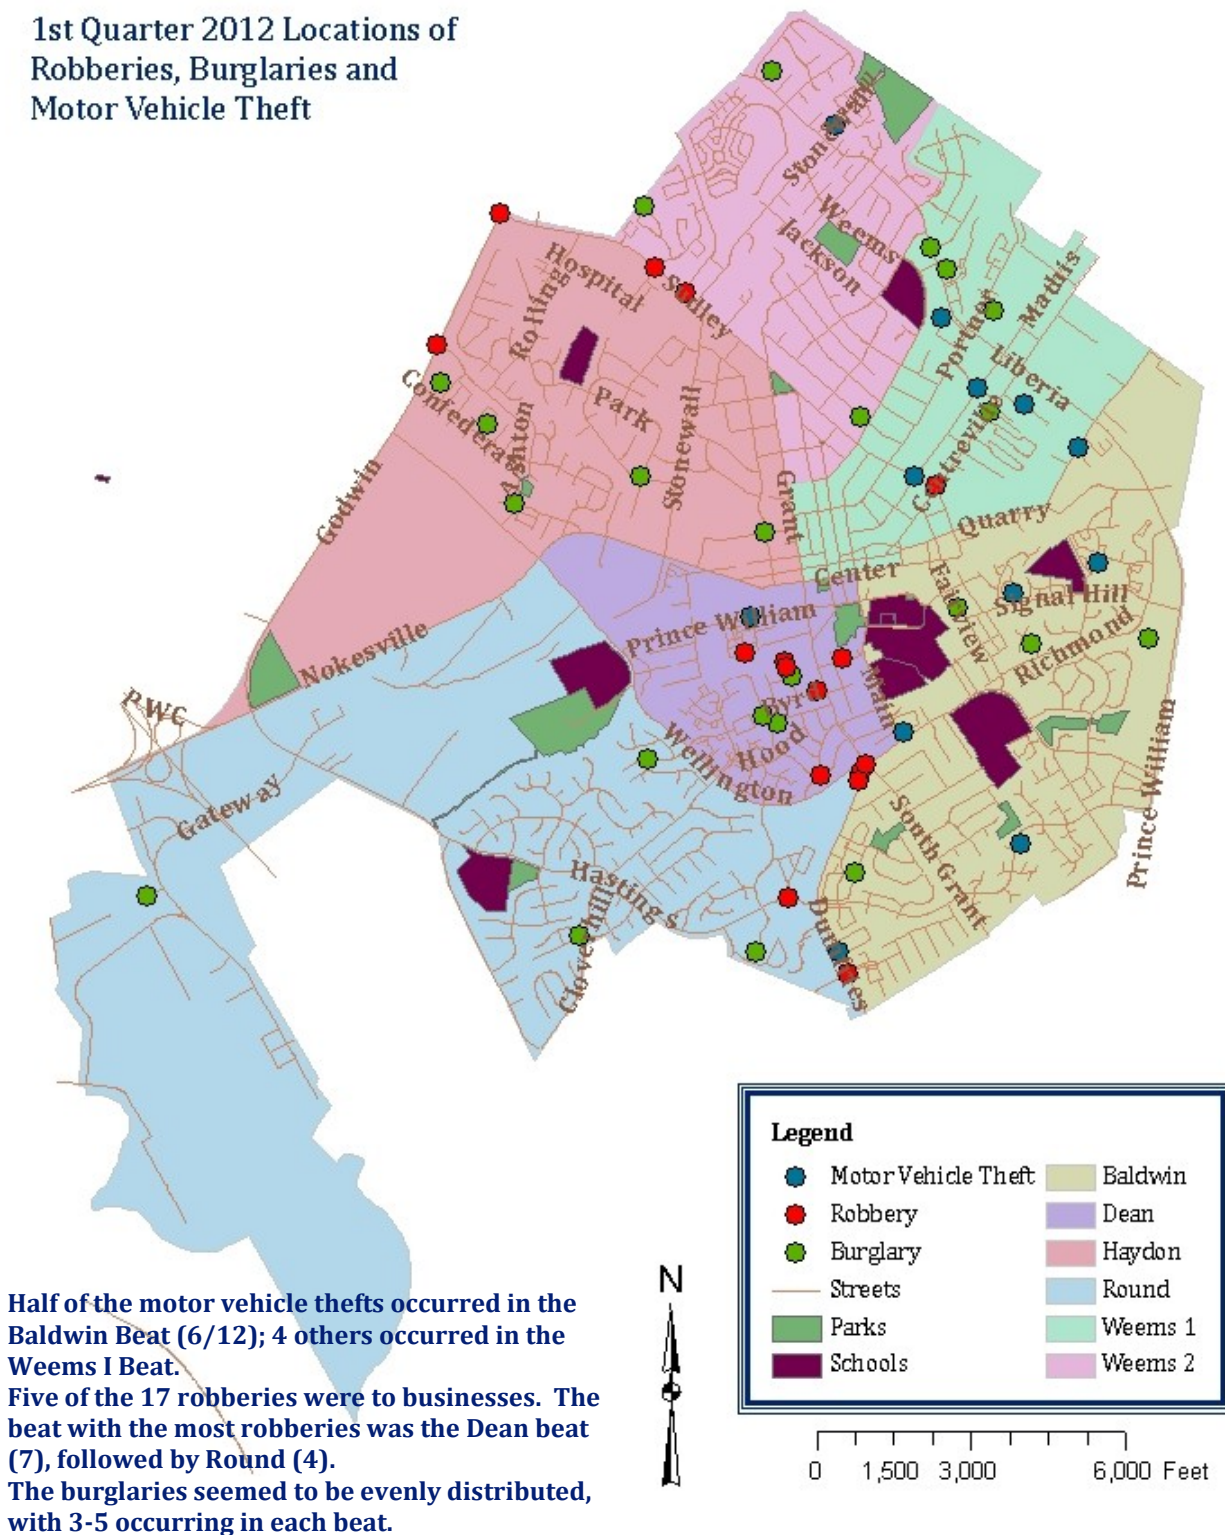 1st Quarter 2012 Locations of
Robberies, Burglaries and
Motor Vehicle Theft
Weems
Jackson
Hospital
Rolling
Sudley
Madris
Portner
Liberia
Confederate
Ashton
Park
Stonewall
Grant
Centreville
Godwin
Quarry
Center
Fairview
Signal Hill
Richmond
Prince William
Nokesville
PWC
Byrd
Main
Hood
Wellington
Gateway
South Grant
Prince William
Hastings
Cloverhill
Dumfries
Legend
Motor Vehicle Theft
Robbery
Burglary
Streets
Parks
Schools
Baldwin
Dean
Haydon
Round
Weems 1
Weems 2
N
0 1,500 3,000 6,000 Feet
Half of the motor vehicle thefts occurred in the
Baldwin Beat (6/12); 4 others occurred in the
Weems I Beat.
Five of the 17 robberies were to businesses. The
beat with the most robberies was the Dean beat
(7), followed by Round (4).
The burglaries seemed to be evenly distributed,
with 3-5 occurring in each beat.